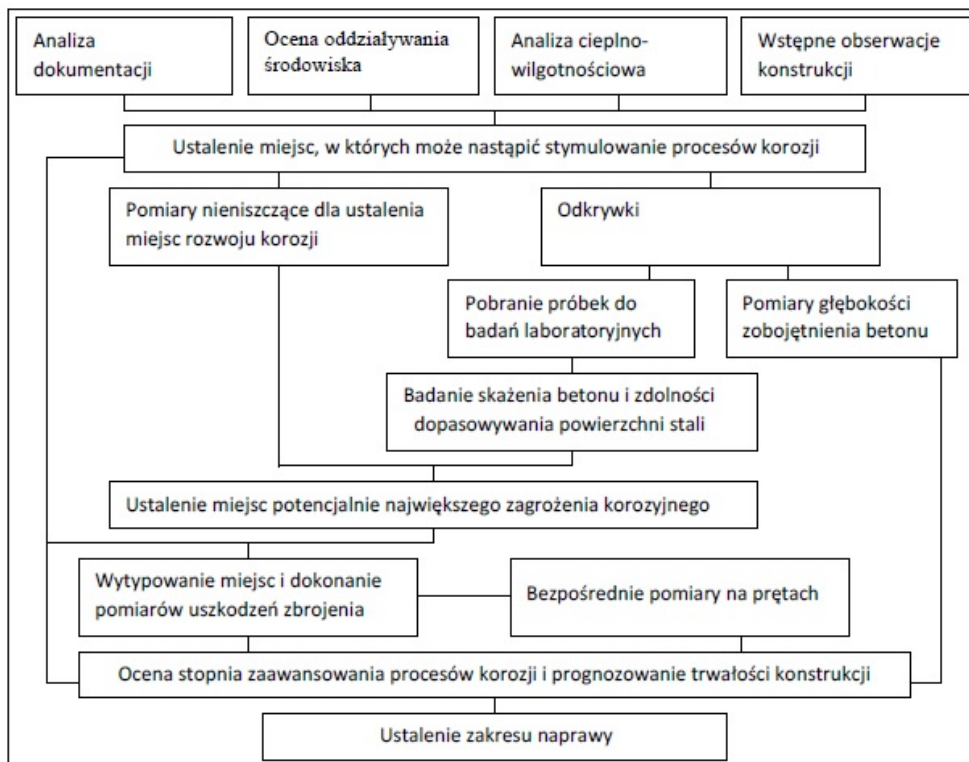 Analiza
dokumentacji
Ocena oddziaływania
środowiska
Analiza cieplno-
wilgotnościowa
Wstępne obserwacje
konstrukcji
Ustalenie miejsc, w których może nastąpić stymulowanie procesów korozji
Pomiary nieniszczące dla ustalenia
miejsc rozwoju korozji
Odkrywki
Pobranie próbek do
badań laboratoryjnych
Pomiary głębokości
zobojętnienia betonu
Badanie skażenia betonu i zdolności
dopasowywania powierzchni stali
Ustalenie miejsc potencjalnie największego zagrożenia korozyjnego
Wytypowanie miejsc i dokonanie
pomiarów uszkodzeń zbrojenia
Bezpośrednie pomiary na prętach
Ocena stopnia zaawansowania procesów korozji i prognozowanie trwałości konstrukcji
Ustalenie zakresu naprawy